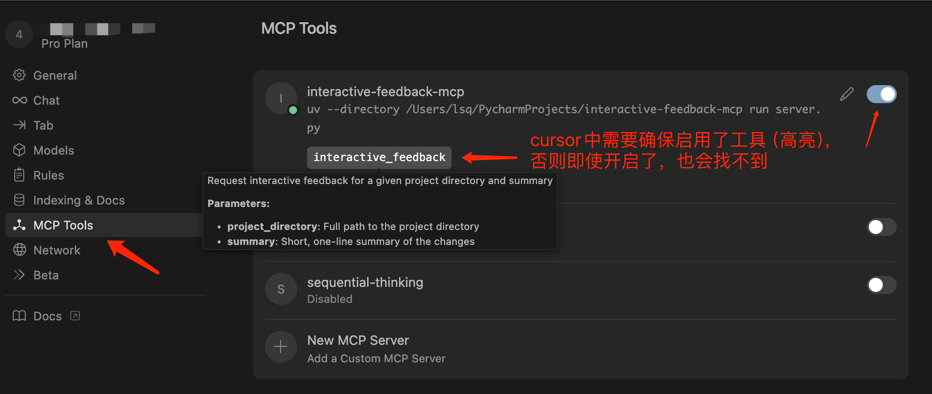 4
Pro Plan
General
Chat
Tab
Models
Rules
Indexing & Docs
MCP Tools
Network
Beta
Docs
MCP Tools
I
interactive-feedback-mcp
uv --directory /Users/lsq/PycharmProjects/interactive-feedback-mcp run server.
py
interactive_feedback
cursor中需要确保启用了工具 (高亮),
否则即使开启了，也会找不到
Request interactive feedback for a given project directory and summary
Parameters:
• project_directory: Full path to the project directory
• summary: Short, one-line summary of the changes
S
sequential-thinking
Disabled
New MCP Server
Add a Custom MCP Server